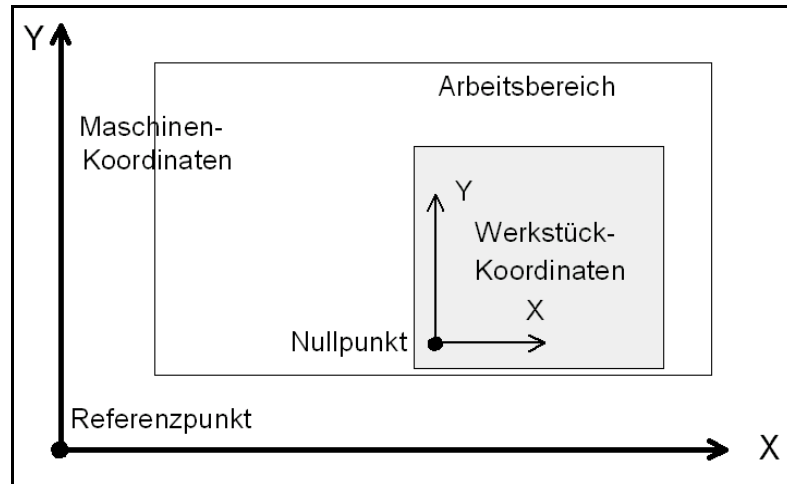 Y
Arbeitsbereich
Maschinen-
Koordinaten
Y
Werkstück-
Koordinaten
X
Nullpunkt
Referenzpunkt
X